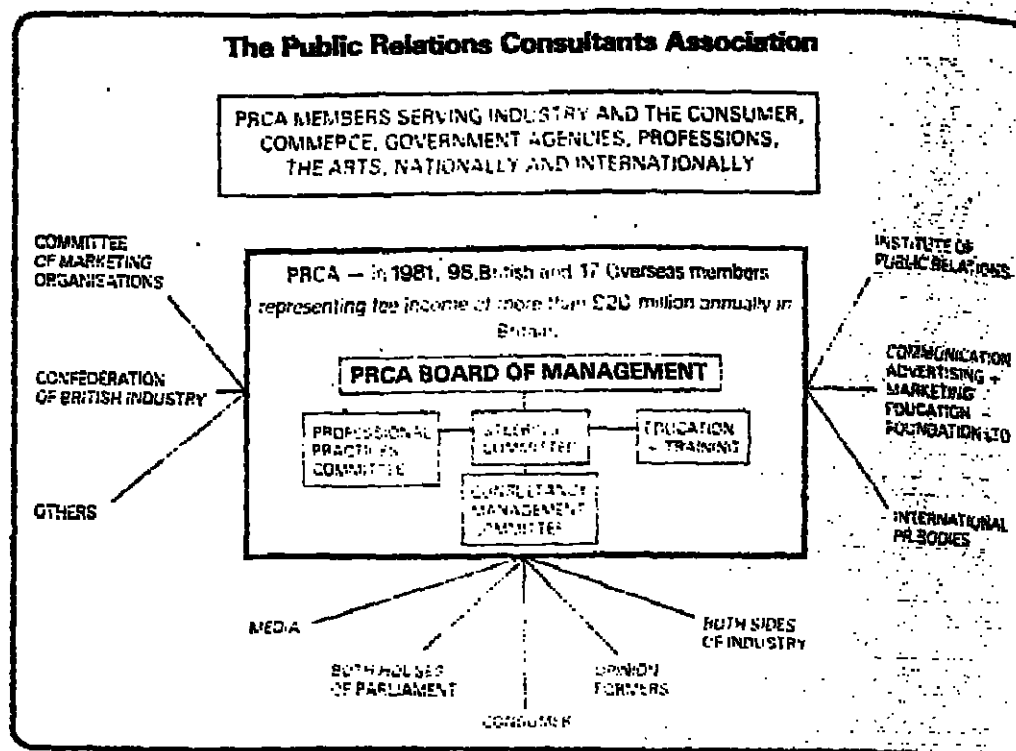 The Public Relations Consultants Association
PRCA MEMBERS SERVING INDUSTRY AND THE CONSUMER,
COMMERCE, GOVERNMENT AGENCIES, PROFESSIONS,
THE ARTS, NATIONALLY AND INTERNATIONALLY
COMMITTEE
OF MARKETING
ORGANISATIONS
CONFEDERATION
OF BRITISH INDUSTRY
OTHERS
PRCA — in 1981, 98 British and 17 Overseas members
representing fee income of more than £20 million annually in
Britain.
PRCA BOARD OF MANAGEMENT
PROFESSIONAL
PRACTICES
COMMITTEE
STEERING
COMMITTEE
EDUCATION
+ TRAINING
CONSULTANCY
MANAGEMENT
COMMITTEE
INSTITUTE OF
PUBLIC RELATIONS
COMMUNICATION
ADVERTISING +
MARKETING
EDUCATION
FOUNDATION LTD
INTERNATIONAL
PR BODIES
MEDIA
BOTH HOUSES
OF PARLIAMENT
CONSUMER
OPINION
FORMERS
BOTH SIDES
OF INDUSTRY